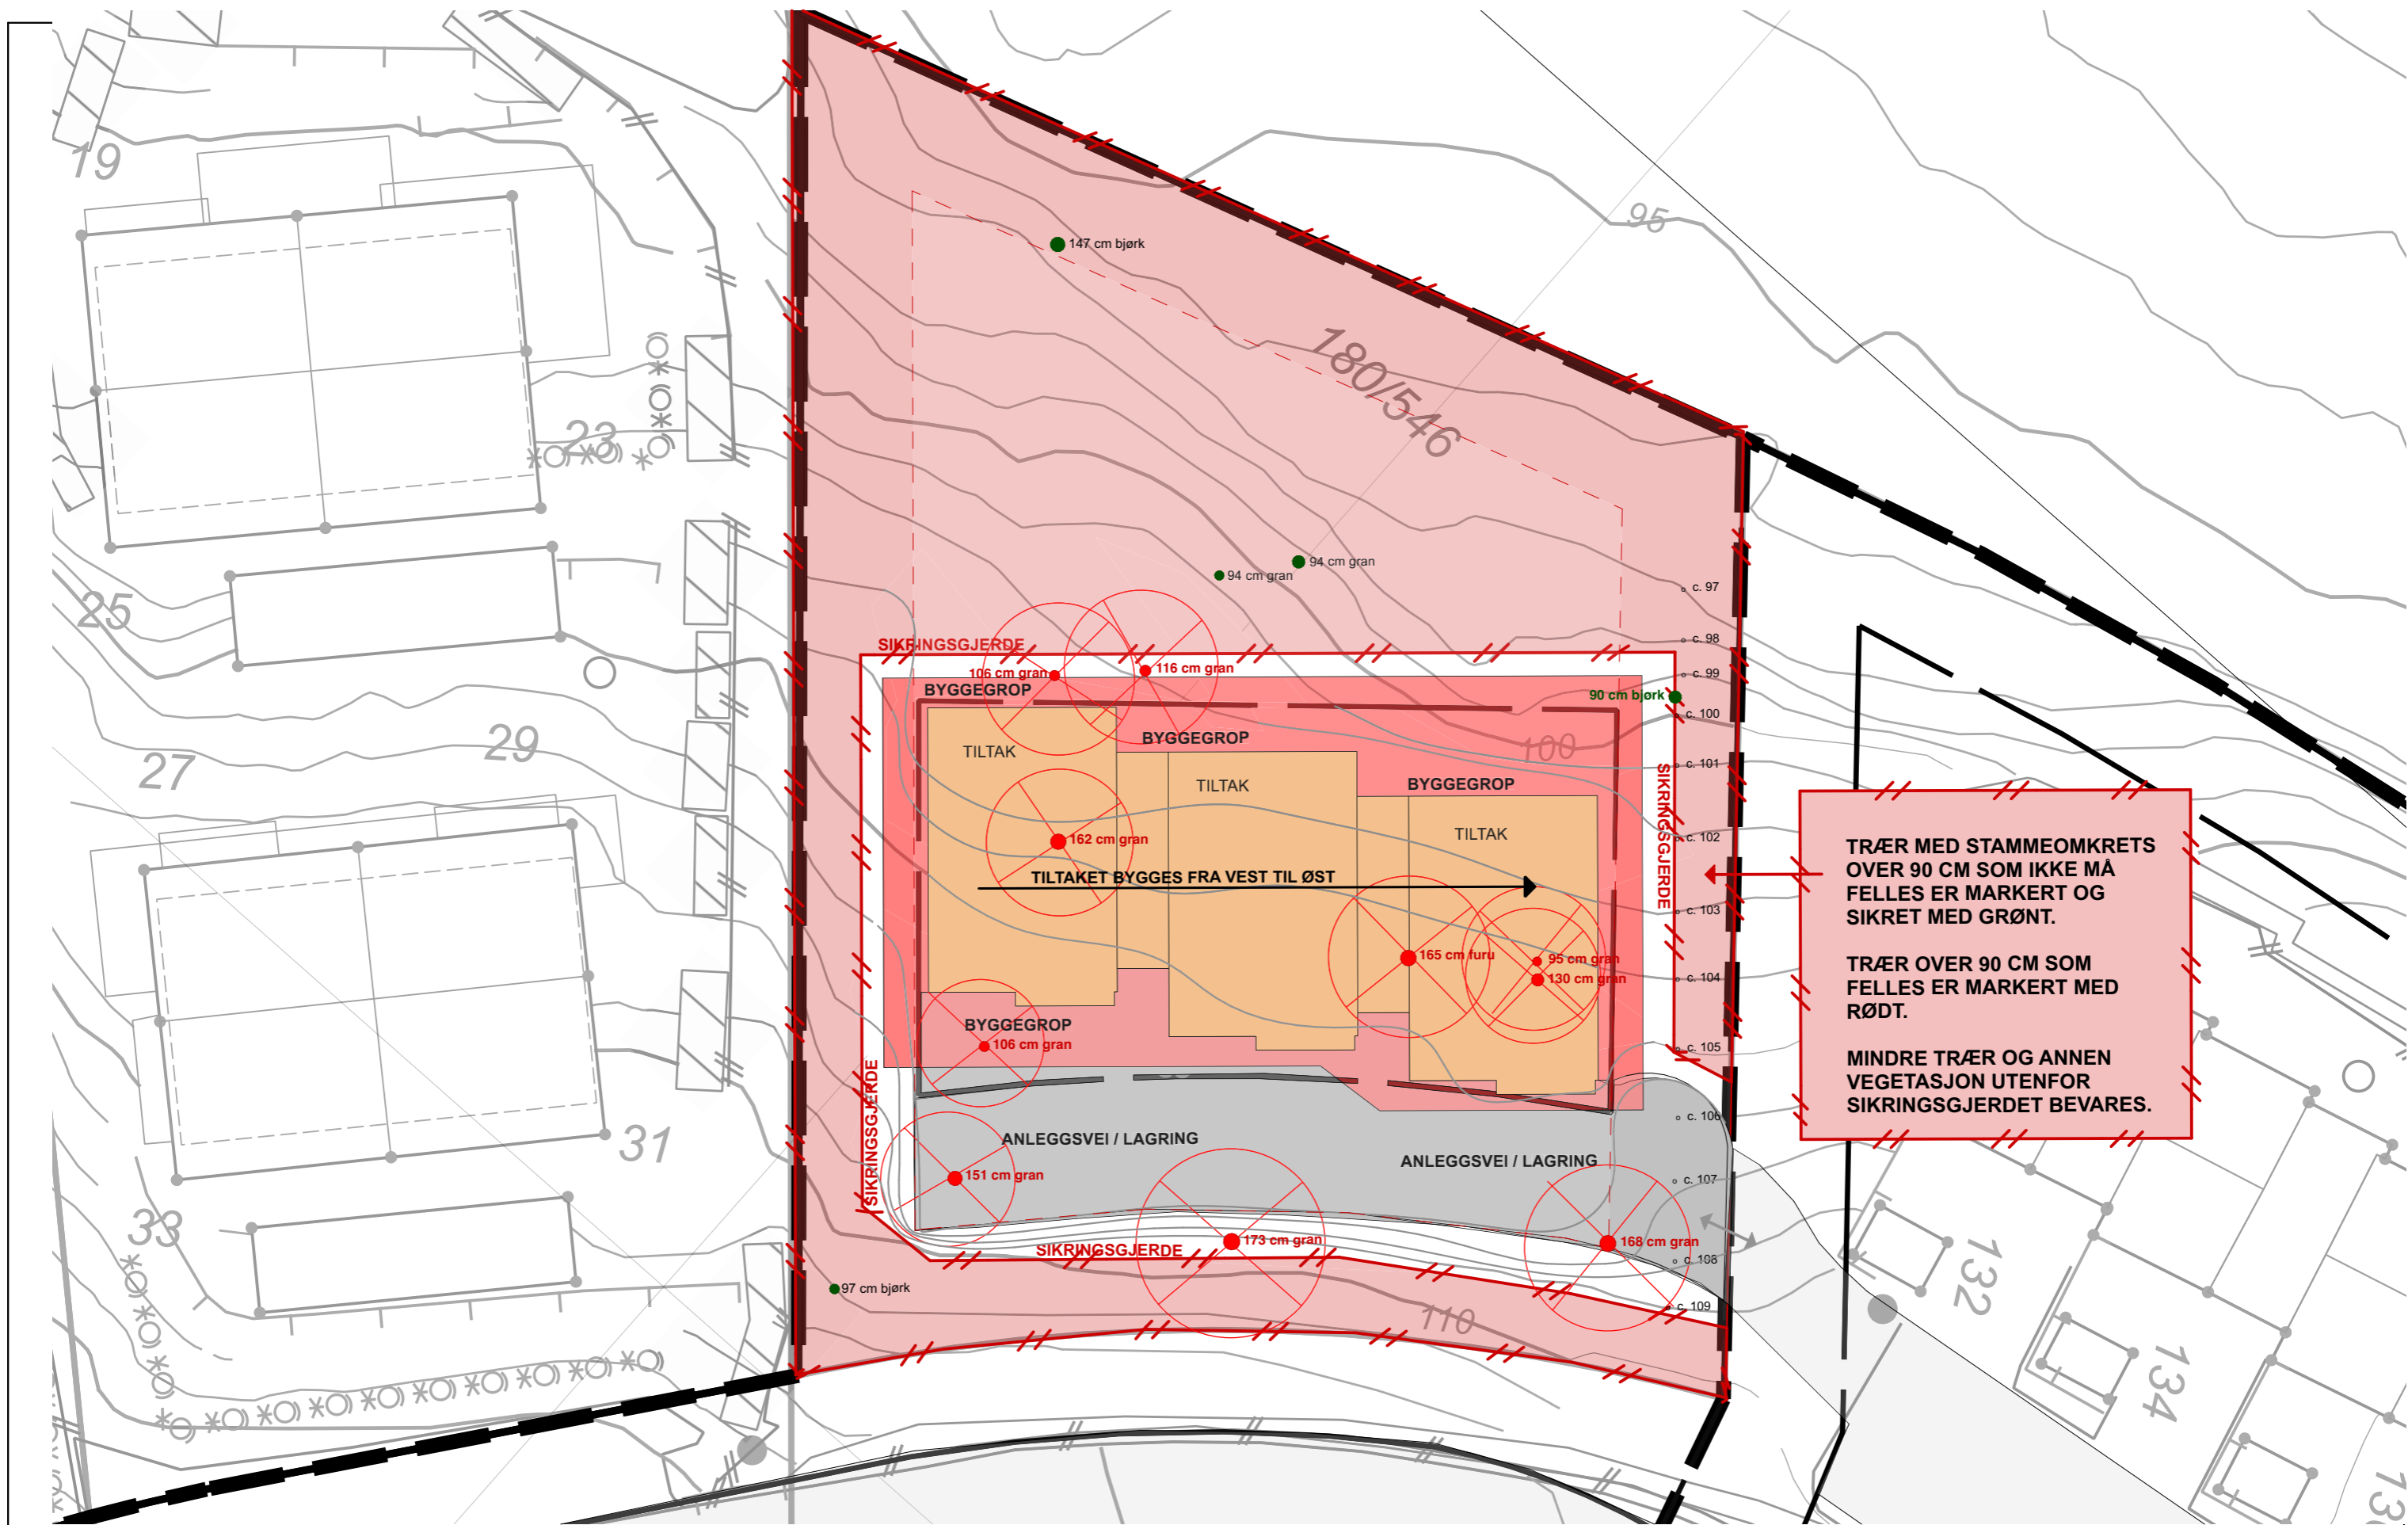 19
95
147 cm bjørk
180/546
23
94 cm gran
94 cm gran
c. 97
25
c. 98
SIKRINGSGJERDE
c. 99
106 cm gran
116 cm gran
BYGGEGROP
90 cm bjørk
c. 100
BYGGEGROP
100
29
TILTAK
27
c. 101
TILTAK
BYGGEGROP
SIKRINGSGJERDE
TILTAK
162 cm gran
c. 102
TILTAKET BYGGES FRA VEST TIL ØST
c. 103
TRÆR MED STAMMEOMKRETS
OVER 90 CM SOM IKKE MÅ
FELLES ER MARKERT OG
SIKRET MED GRØNT.
TRÆR OVER 90 CM SOM
FELLES ER MARKERT MED
RØDT.
MINDRE TRÆR OG ANNEN
VEGETASJON UTENFOR
SIKRINGSGJERDET BEVARES.
165 cm furu
95 cm gran
130 cm gran
c. 104
BYGGEGROP
106 cm gran
c. 105
SIKRINGSGJERDE
c. 106
31
ANLEGGSVEI / LAGRING
ANLEGGSVEI / LAGRING
151 cm gran
c. 107
33
173 cm gran
168 cm gran
SIKRINGSGJERDE
c. 108
97 cm bjørk
c. 109
110
132
134